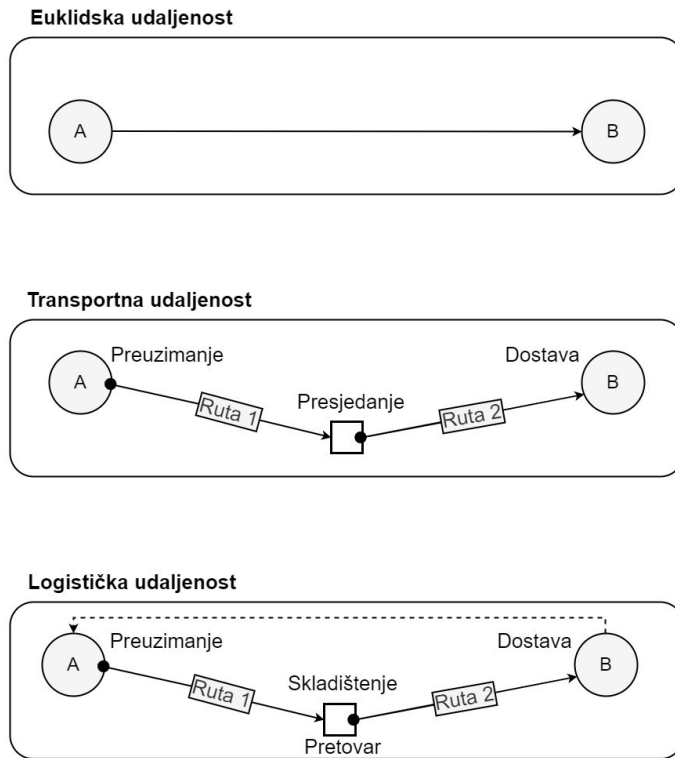 Euklidska udaljenost
A
B
Transportna udaljenost
Preuzimanje
Dostava
A
B
Ruta 1
Presjedanje
Ruta 2
Logistička udaljenost
Preuzimanje
Dostava
A
B
Ruta 1
Skladištenje
Ruta 2
Pretovar